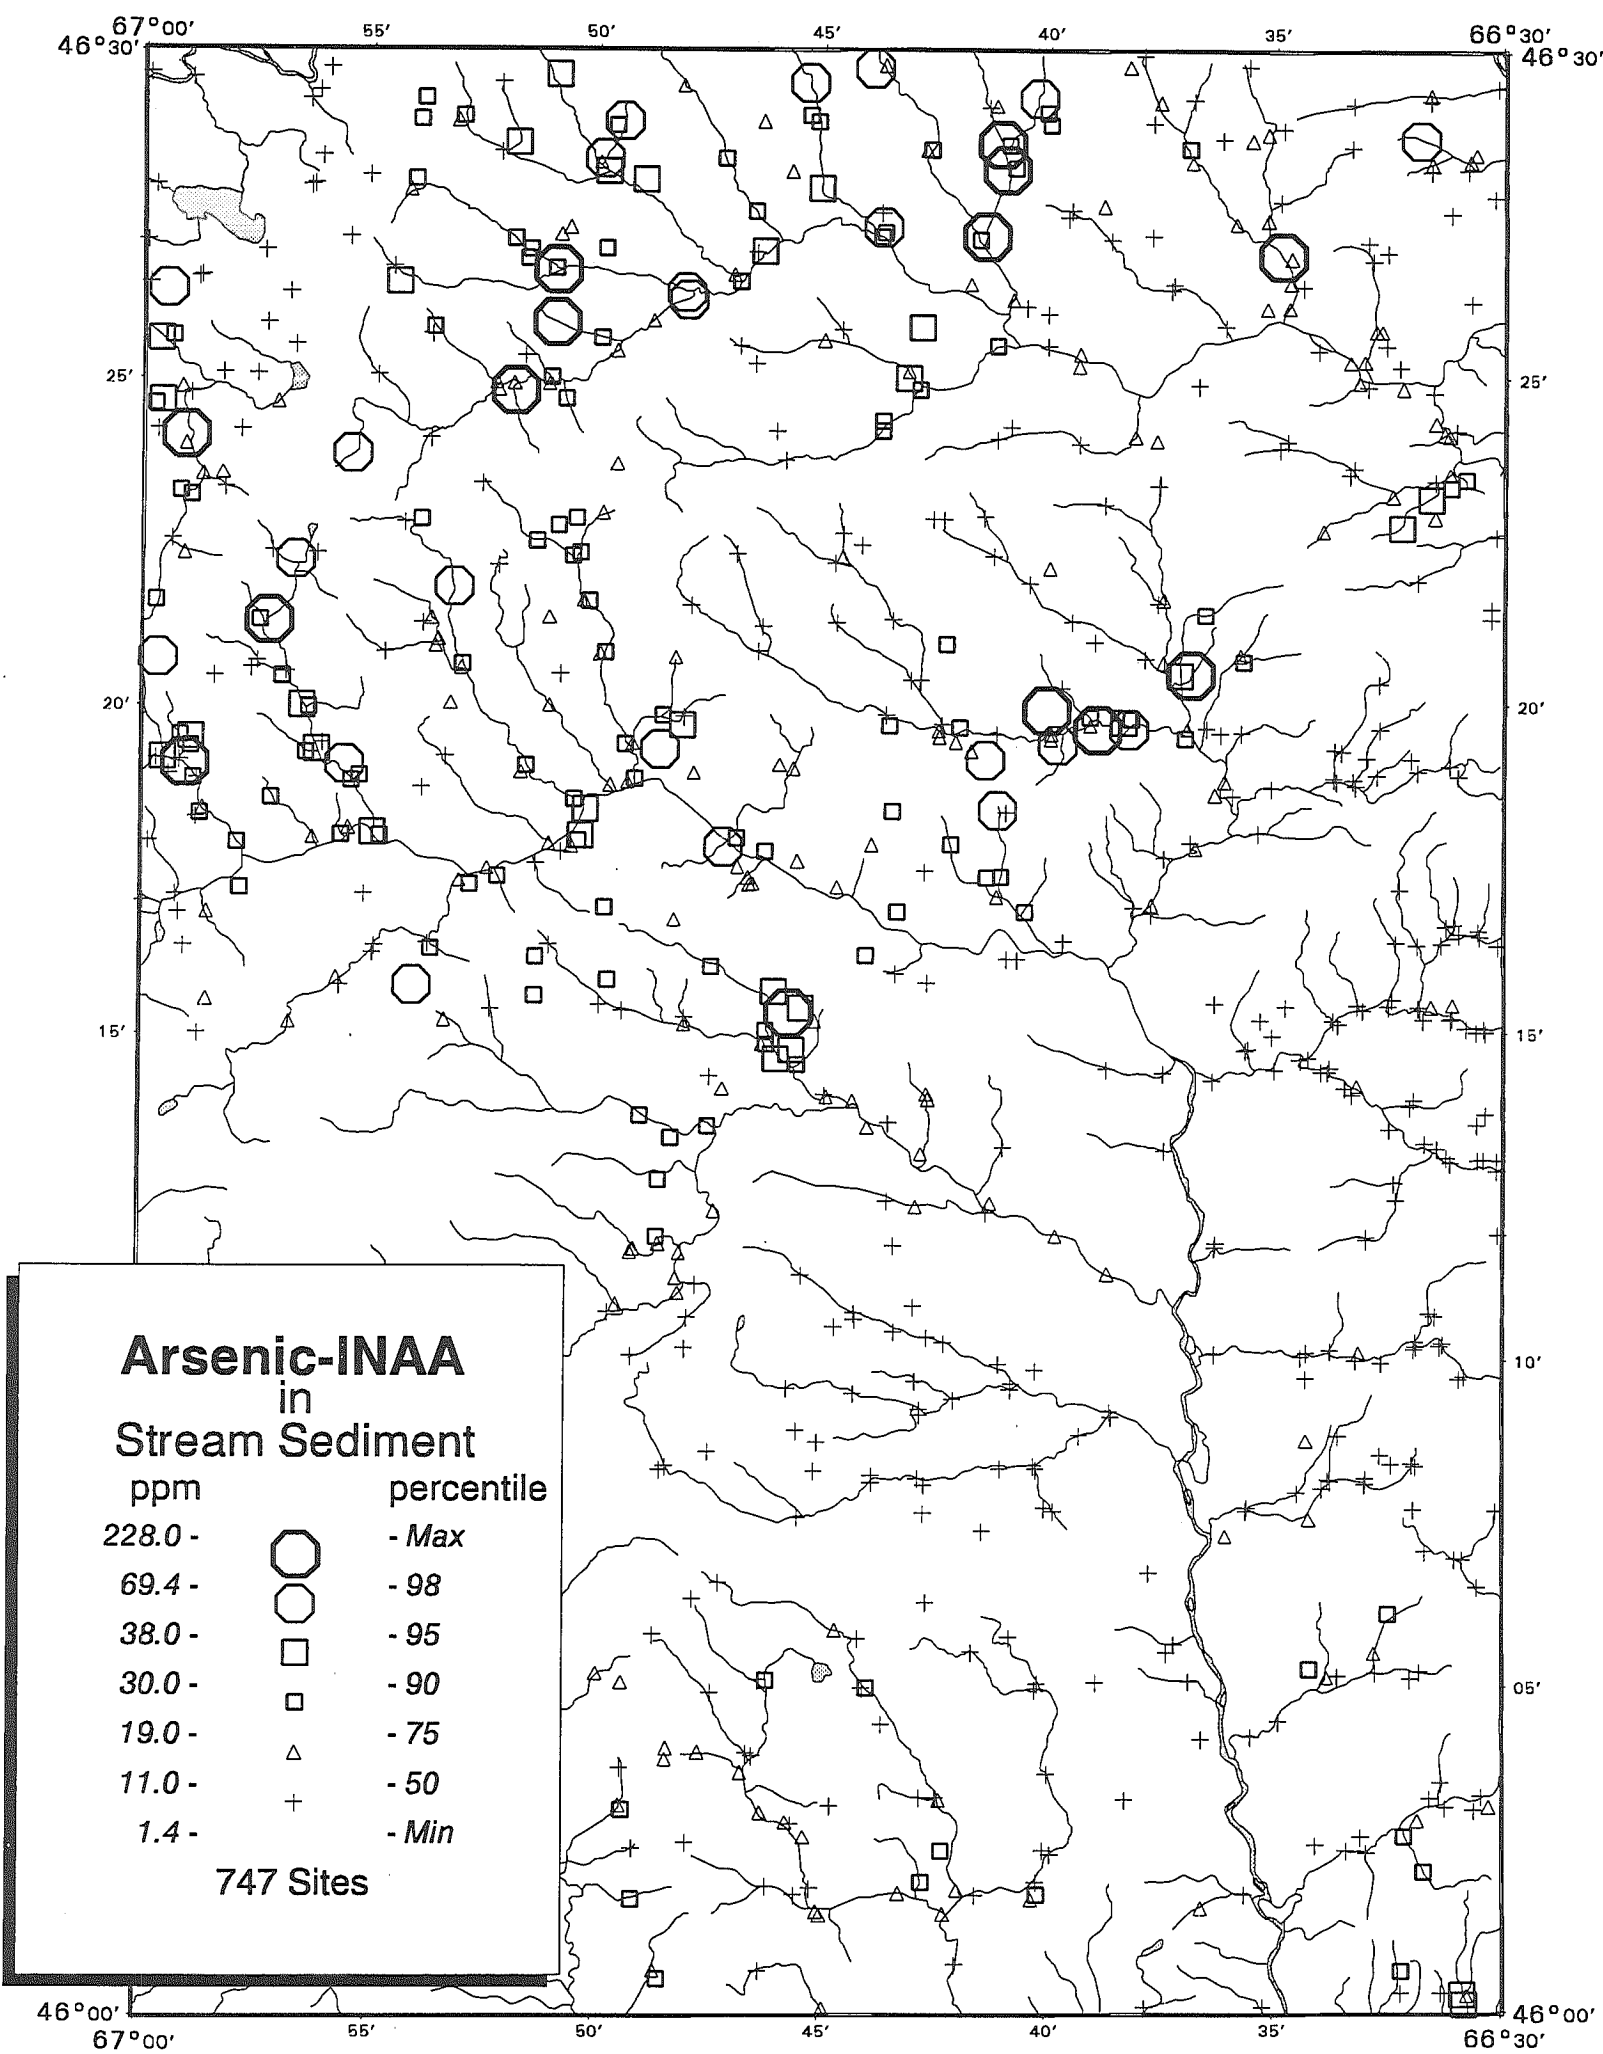 67°00′ 55′ 50′ 45′ 40′ 35′ 66°30′
46°30′ 46°30′
25′ 25′
20′ 20′
15′ 15′
10′
05′
Arsenic-INAA
in
Stream Sediment
ppm percentile
228.0 - - Max
69.4 - - 98
38.0 - - 95
30.0 - - 90
19.0 - - 75
11.0 - - 50
1.4 - - Min
747 Sites
46°00′ 46°00′
67°00′ 55′ 50′ 45′ 40′ 35′ 66°30′